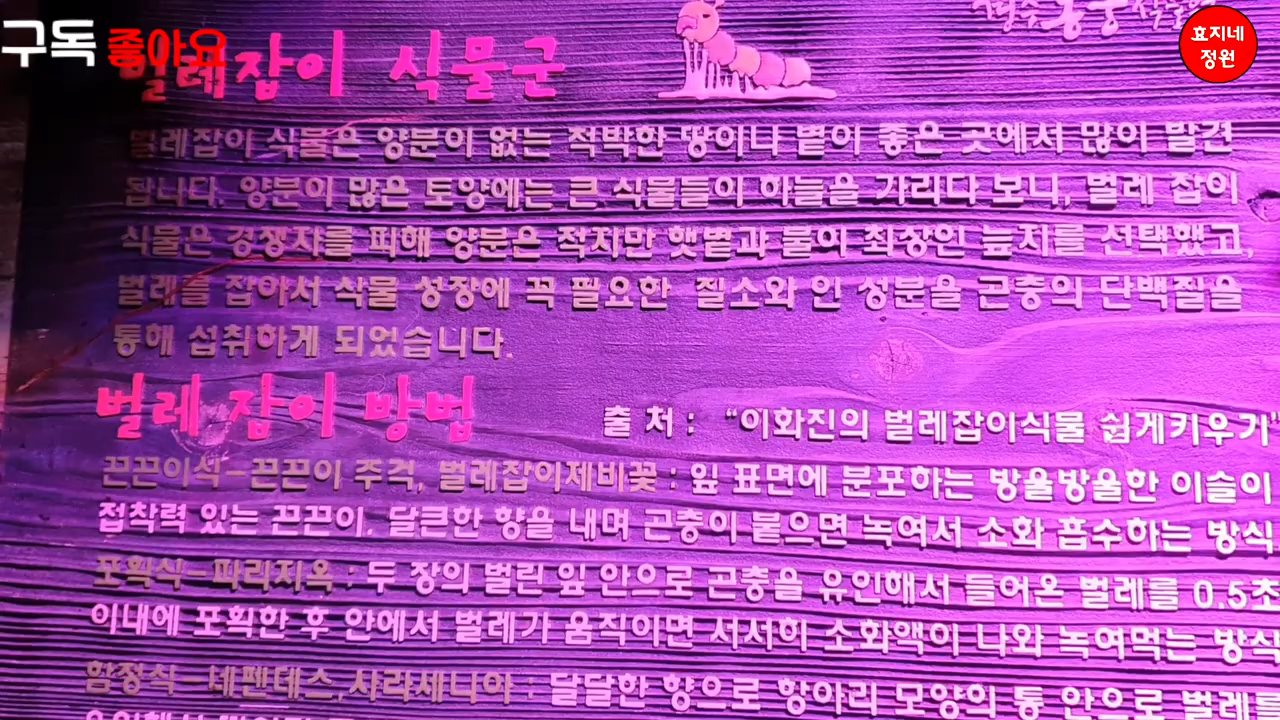 구독 좋아요
효지네
정원
벌레잡이 식물군
벌레잡이 식물은 양분이 없는 척박한 땅이나 볕이 좋은 곳에서 많이 발견
됩니다. 양분이 많은 토양에는 큰 식물들이 하늘을 가리다 보니, 벌레 잡이
식물은 경쟁자를 피해 양분은 적지만 햇볕과 물이 최상인 늪지를 선택했고,
벌레를 잡아서 식물 성장에 꼭 필요한 질소와 인 성분을 곤충의 단백질을
통해 섭취하게 되었습니다.
벌레 잡이 방법
출 처 : “이화진의 벌레잡이식물 쉽게키우기"
끈끈이식-끈끈이 주걱, 벌레잡이제비꽃 : 잎 표면에 분포하는 방울방울한 이슬이
접착력 있는 끈끈이. 달큰한 향을 내며 곤충이 붙으면 녹여서 소화 흡수하는 방식
포획식-파리지옥 : 두 장의 벌린 잎 안으로 곤충을 유인해서 들어온 벌레를 0.5초
이내에 포획한 후 안에서 벌레가 움직이면 서서히 소화액이 나와 녹여먹는 방식
함정식-네펜데스,사라세니아 : 달달한 향으로 항아리 모양의 통 안으로 벌레를